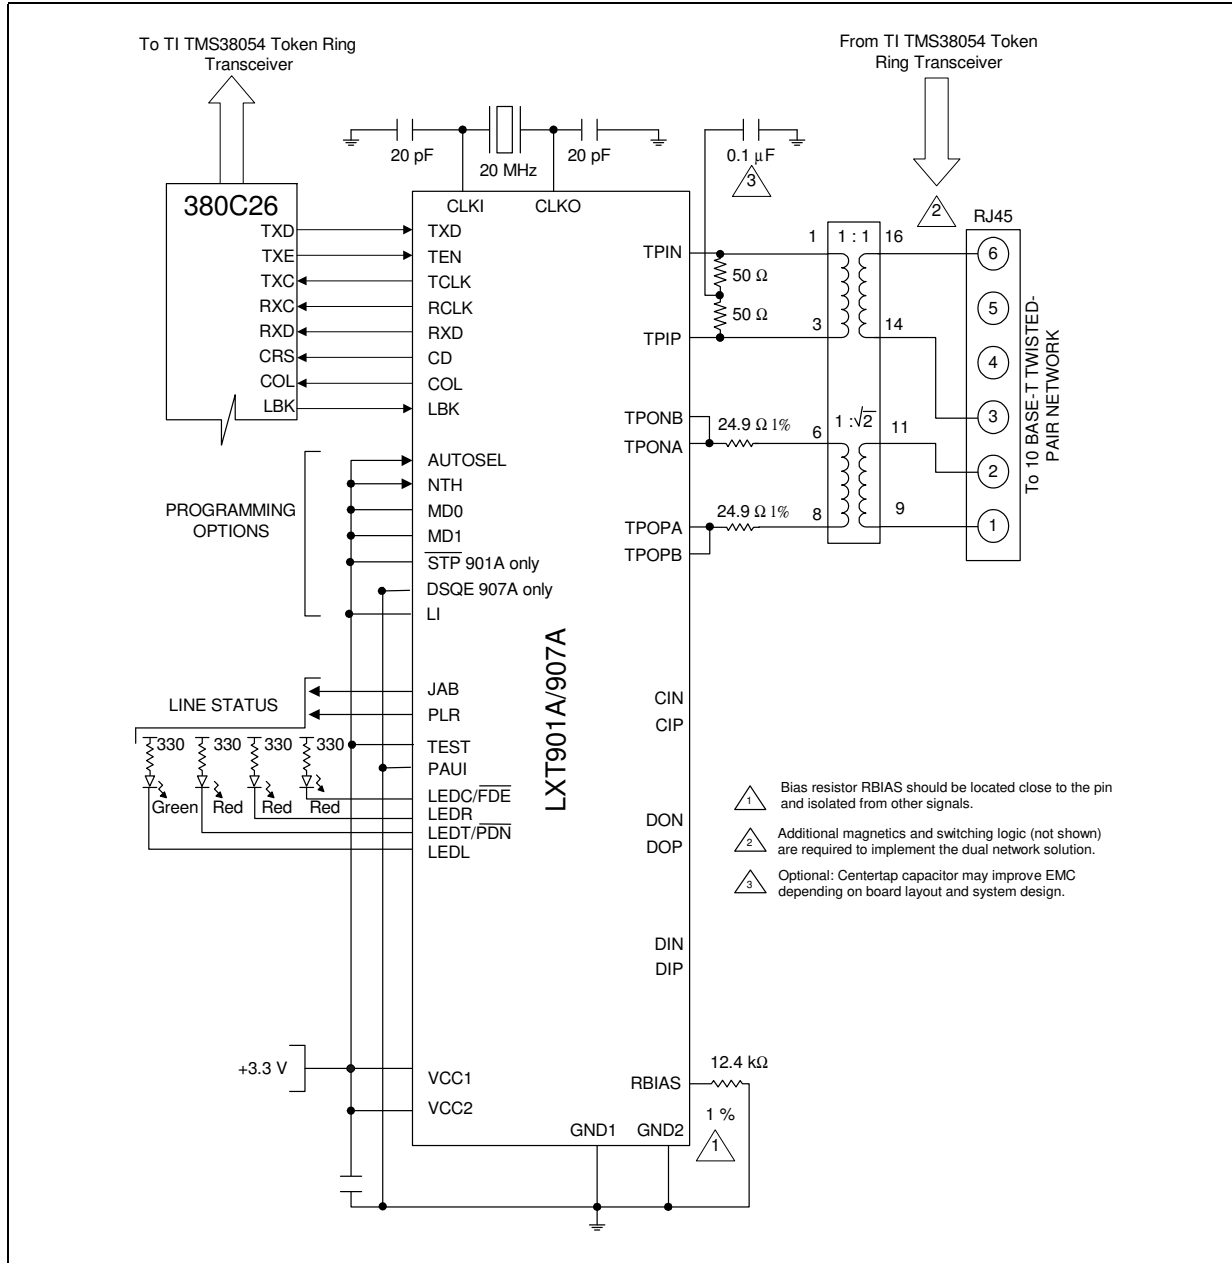 To TI TMS38054 Token Ring
Transceiver
From TI TMS38054 Token
Ring Transceiver
20 pF
20 MHz
20 pF
0.1 μF
3
2
380C26
TXD
TXE
TXC
RXC
RXD
CRS
COL
LBK
CLKI
CLKO
TXD
TEN
TCLK
RCLK
RXD
CD
COL
LBK
PROGRAMMING
OPTIONS
AUTOSEL
NTH
MD0
MD1
S̅T̅P̅ 901A only
DSQE 907A only
LI
LINE STATUS
JAB
PLR
TEST
PAUI
330
330
330
330
Green
Red
Red
Red
LEDC/F̅D̅E̅
LEDR
LEDT/P̅D̅N̅
LEDL
+3.3 V
VCC1
VCC2
GND1
GND2
LXT901A/907A
TPIN
TPIP
50 Ω
50 Ω
TPONB
TPONA
24.9 Ω 1%
TPOPA
TPOPB
24.9 Ω 1%
CIN
CIP
DON
DOP
DIN
DIP
RBIAS
12.4 kΩ
1 %
1
1
1 : 1
16
3
14
6
1 :√2
11
8
9
RJ45
6
5
4
3
2
1
To 10 BASE-T TWISTED-
PAIR NETWORK
1 Bias resistor RBIAS should be located close to the pin
and isolated from other signals.
2 Additional magnetics and switching logic (not shown)
are required to implement the dual network solution.
3 Optional: Centertap capacitor may improve EMC
depending on board layout and system design.